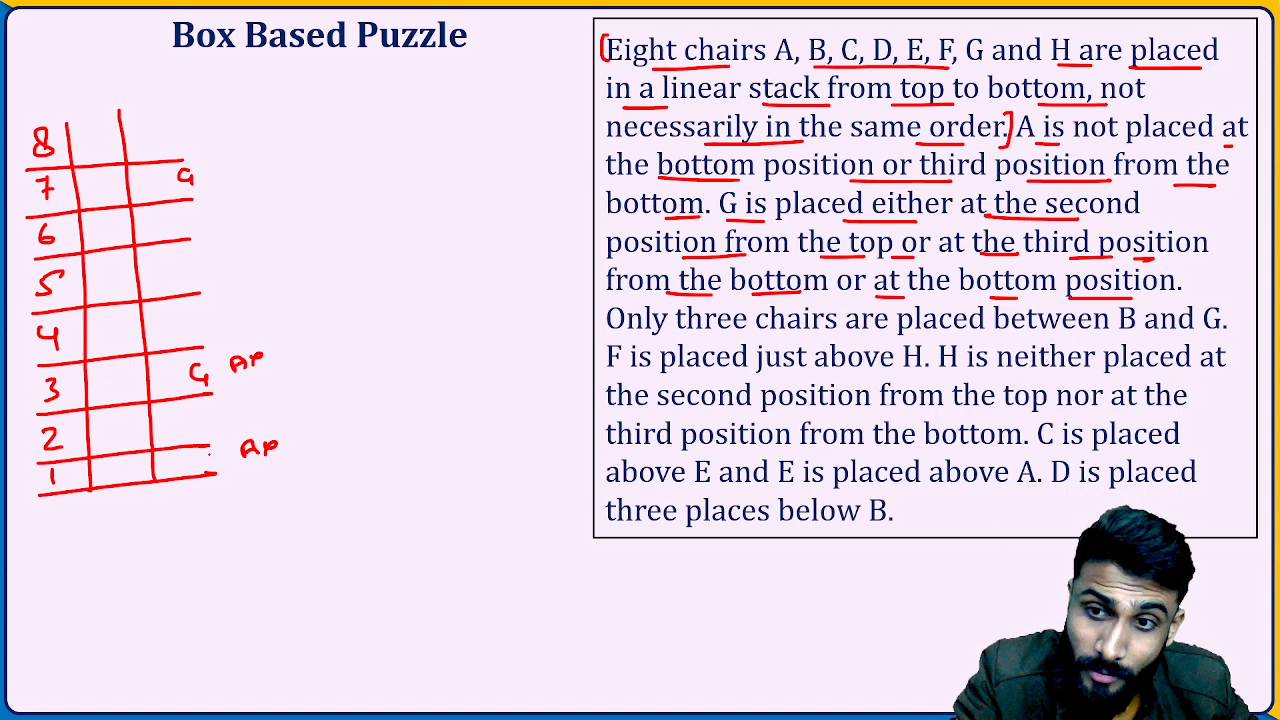 Box Based Puzzle
Eight chairs A, B, C, D, E, F, G and H are placed
in a linear stack from top to bottom, not
necessarily in the same order. A is not placed at
the bottom position or third position from the
bottom. G is placed either at the second
position from the top or at the third position
from the bottom or at the bottom position.
Only three chairs are placed between B and G.
F is placed just above H. H is neither placed at
the second position from the top nor at the
third position from the bottom. C is placed
above E and E is placed above A. D is placed
three places below B.
8
7 G
6
5
4
3 G
2
1